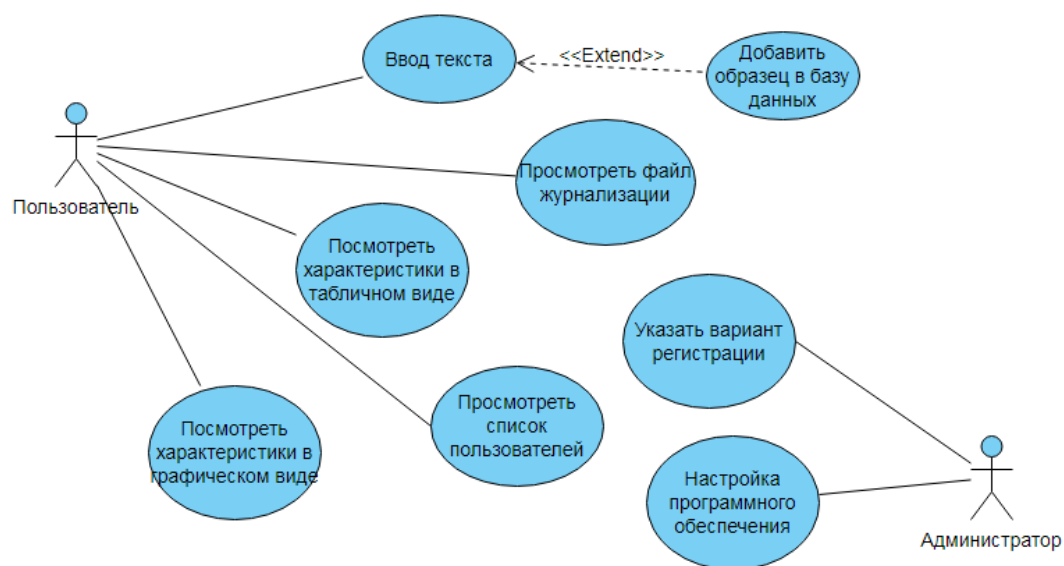 Ввод текста
<<Extend>>
Добавить
образец в базу
данных
Просмотреть файл
журнализации
Пользователь
Посмотреть
характеристики в
табличном виде
Указать вариант
регистрации
Просмотреть
список
пользователей
Посмотреть
характеристики в
графическом виде
Настройка
программного
обеспечения
Администратор